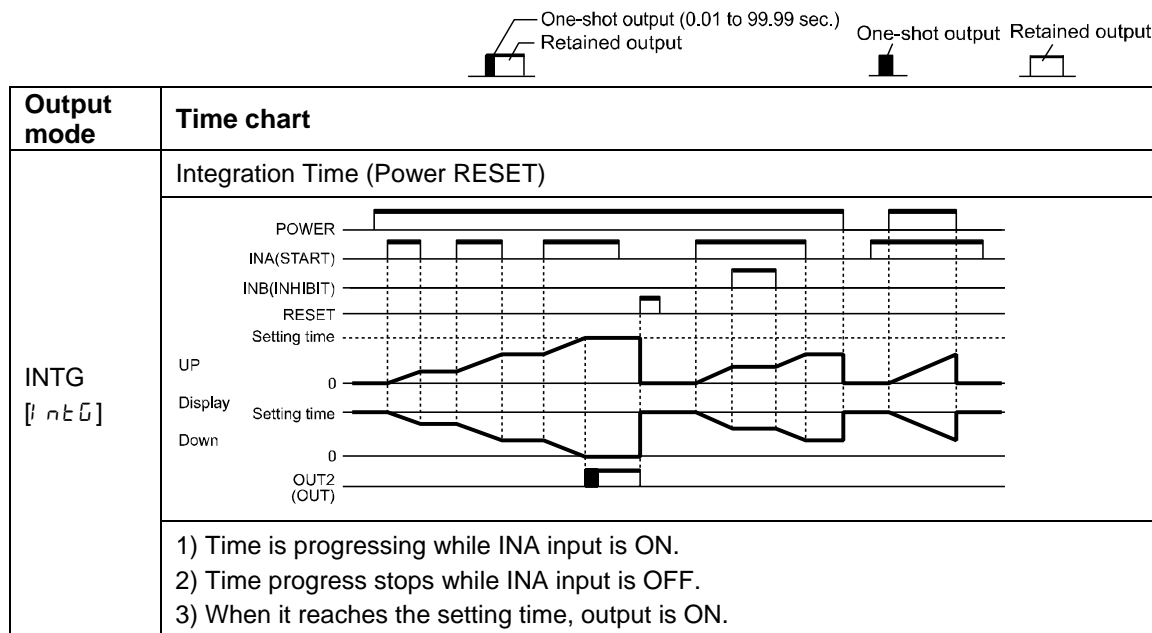 One-shot output (0.01 to 99.99 sec.)
Retained output
One-shot output Retained output
Output mode
Time chart
INTG
[IntG]
Integration Time (Power RESET)
POWER
INA(START)
INB(INHIBIT)
RESET
Setting time
UP
0
Display
Setting time
Down
0
OUT2
(OUT)
1) Time is progressing while INA input is ON.
2) Time progress stops while INA input is OFF.
3) When it reaches the setting time, output is ON.